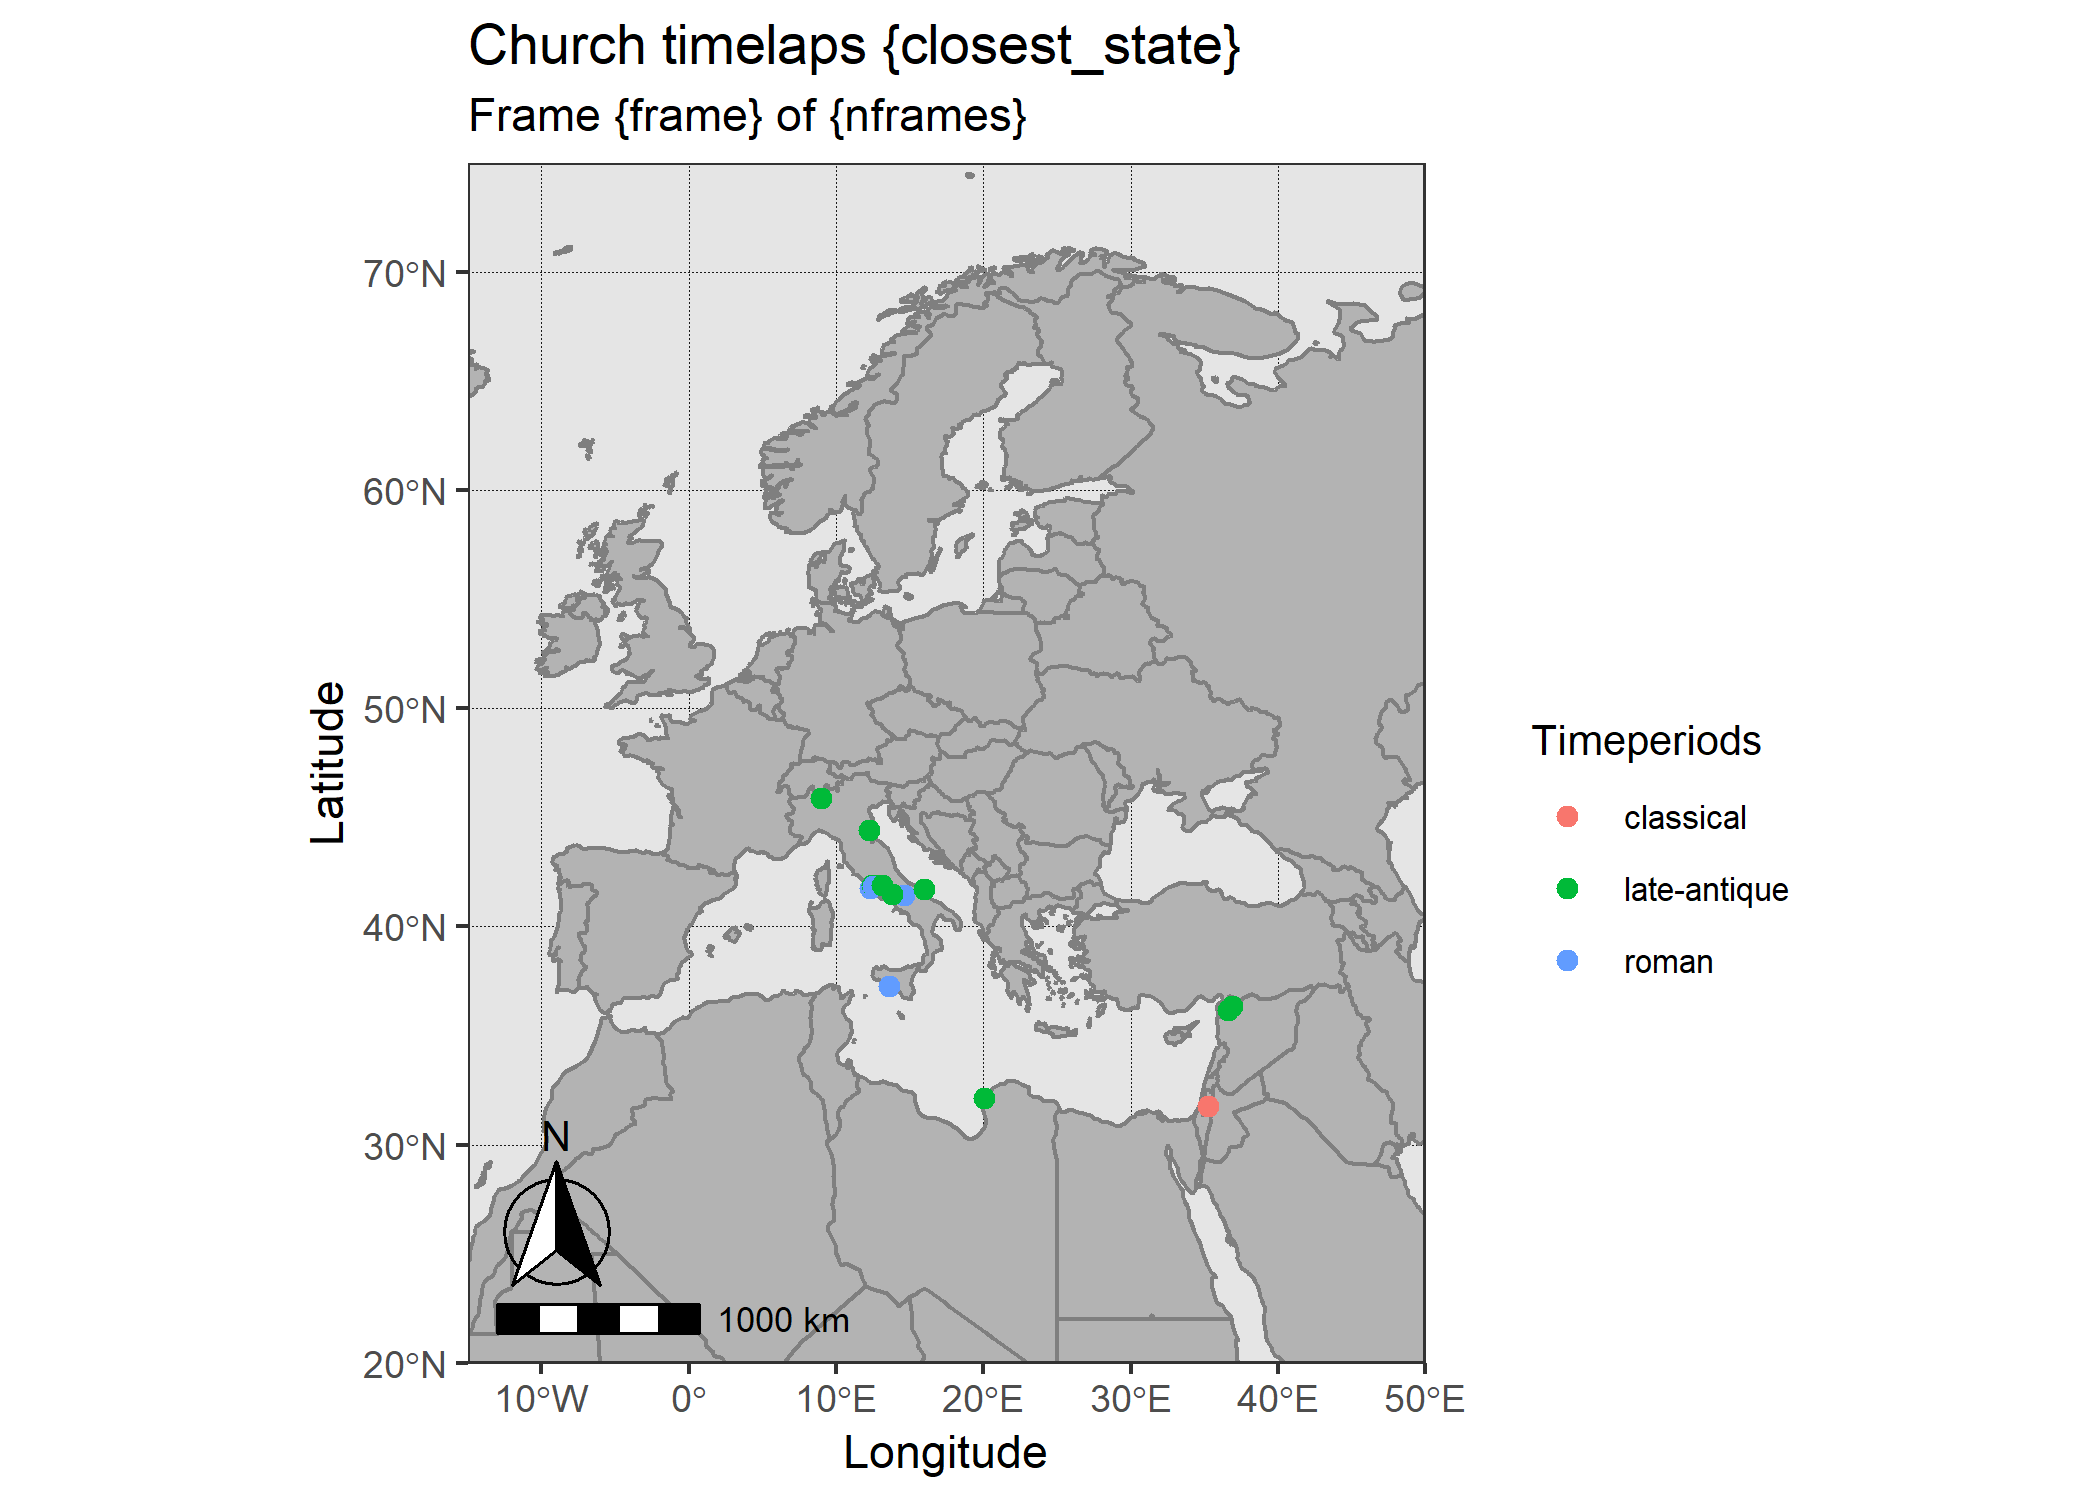 Church timelaps {closest_state}
Frame {frame} of {nframes}
70°N
60°N
50°N
40°N
30°N
20°N
Latitude
N
1000 km
10°W 0° 10°E 20°E 30°E 40°E 50°E
Longitude
Timeperiods
classical
late-antique
roman